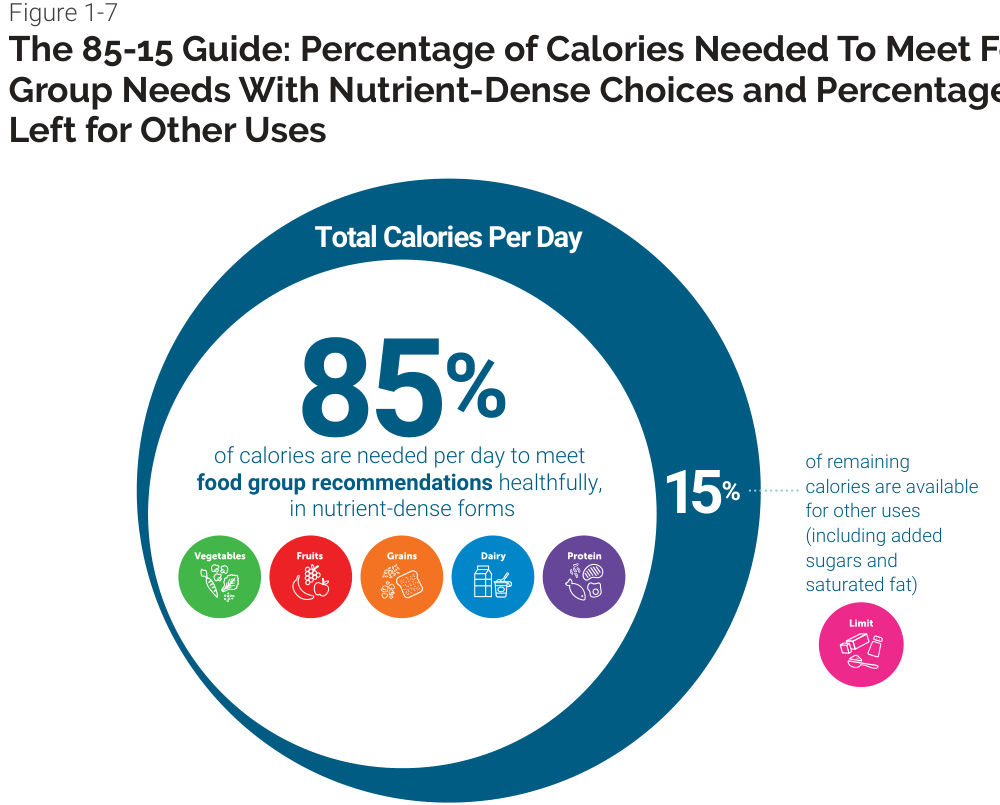 Figure 1-7
The 85-15 Guide: Percentage of Calories Needed To Meet
Group Needs With Nutrient-Dense Choices and Percentage
Left for Other Uses
Total Calories Per Day
85%
of calories are needed per day to meet
food group recommendations healthfully,
in nutrient-dense forms
Vegetables
Fruits
Grains
Dairy
Protein
15%
of remaining
calories are available
for other uses
(including added
sugars and
saturated fat)
Limit